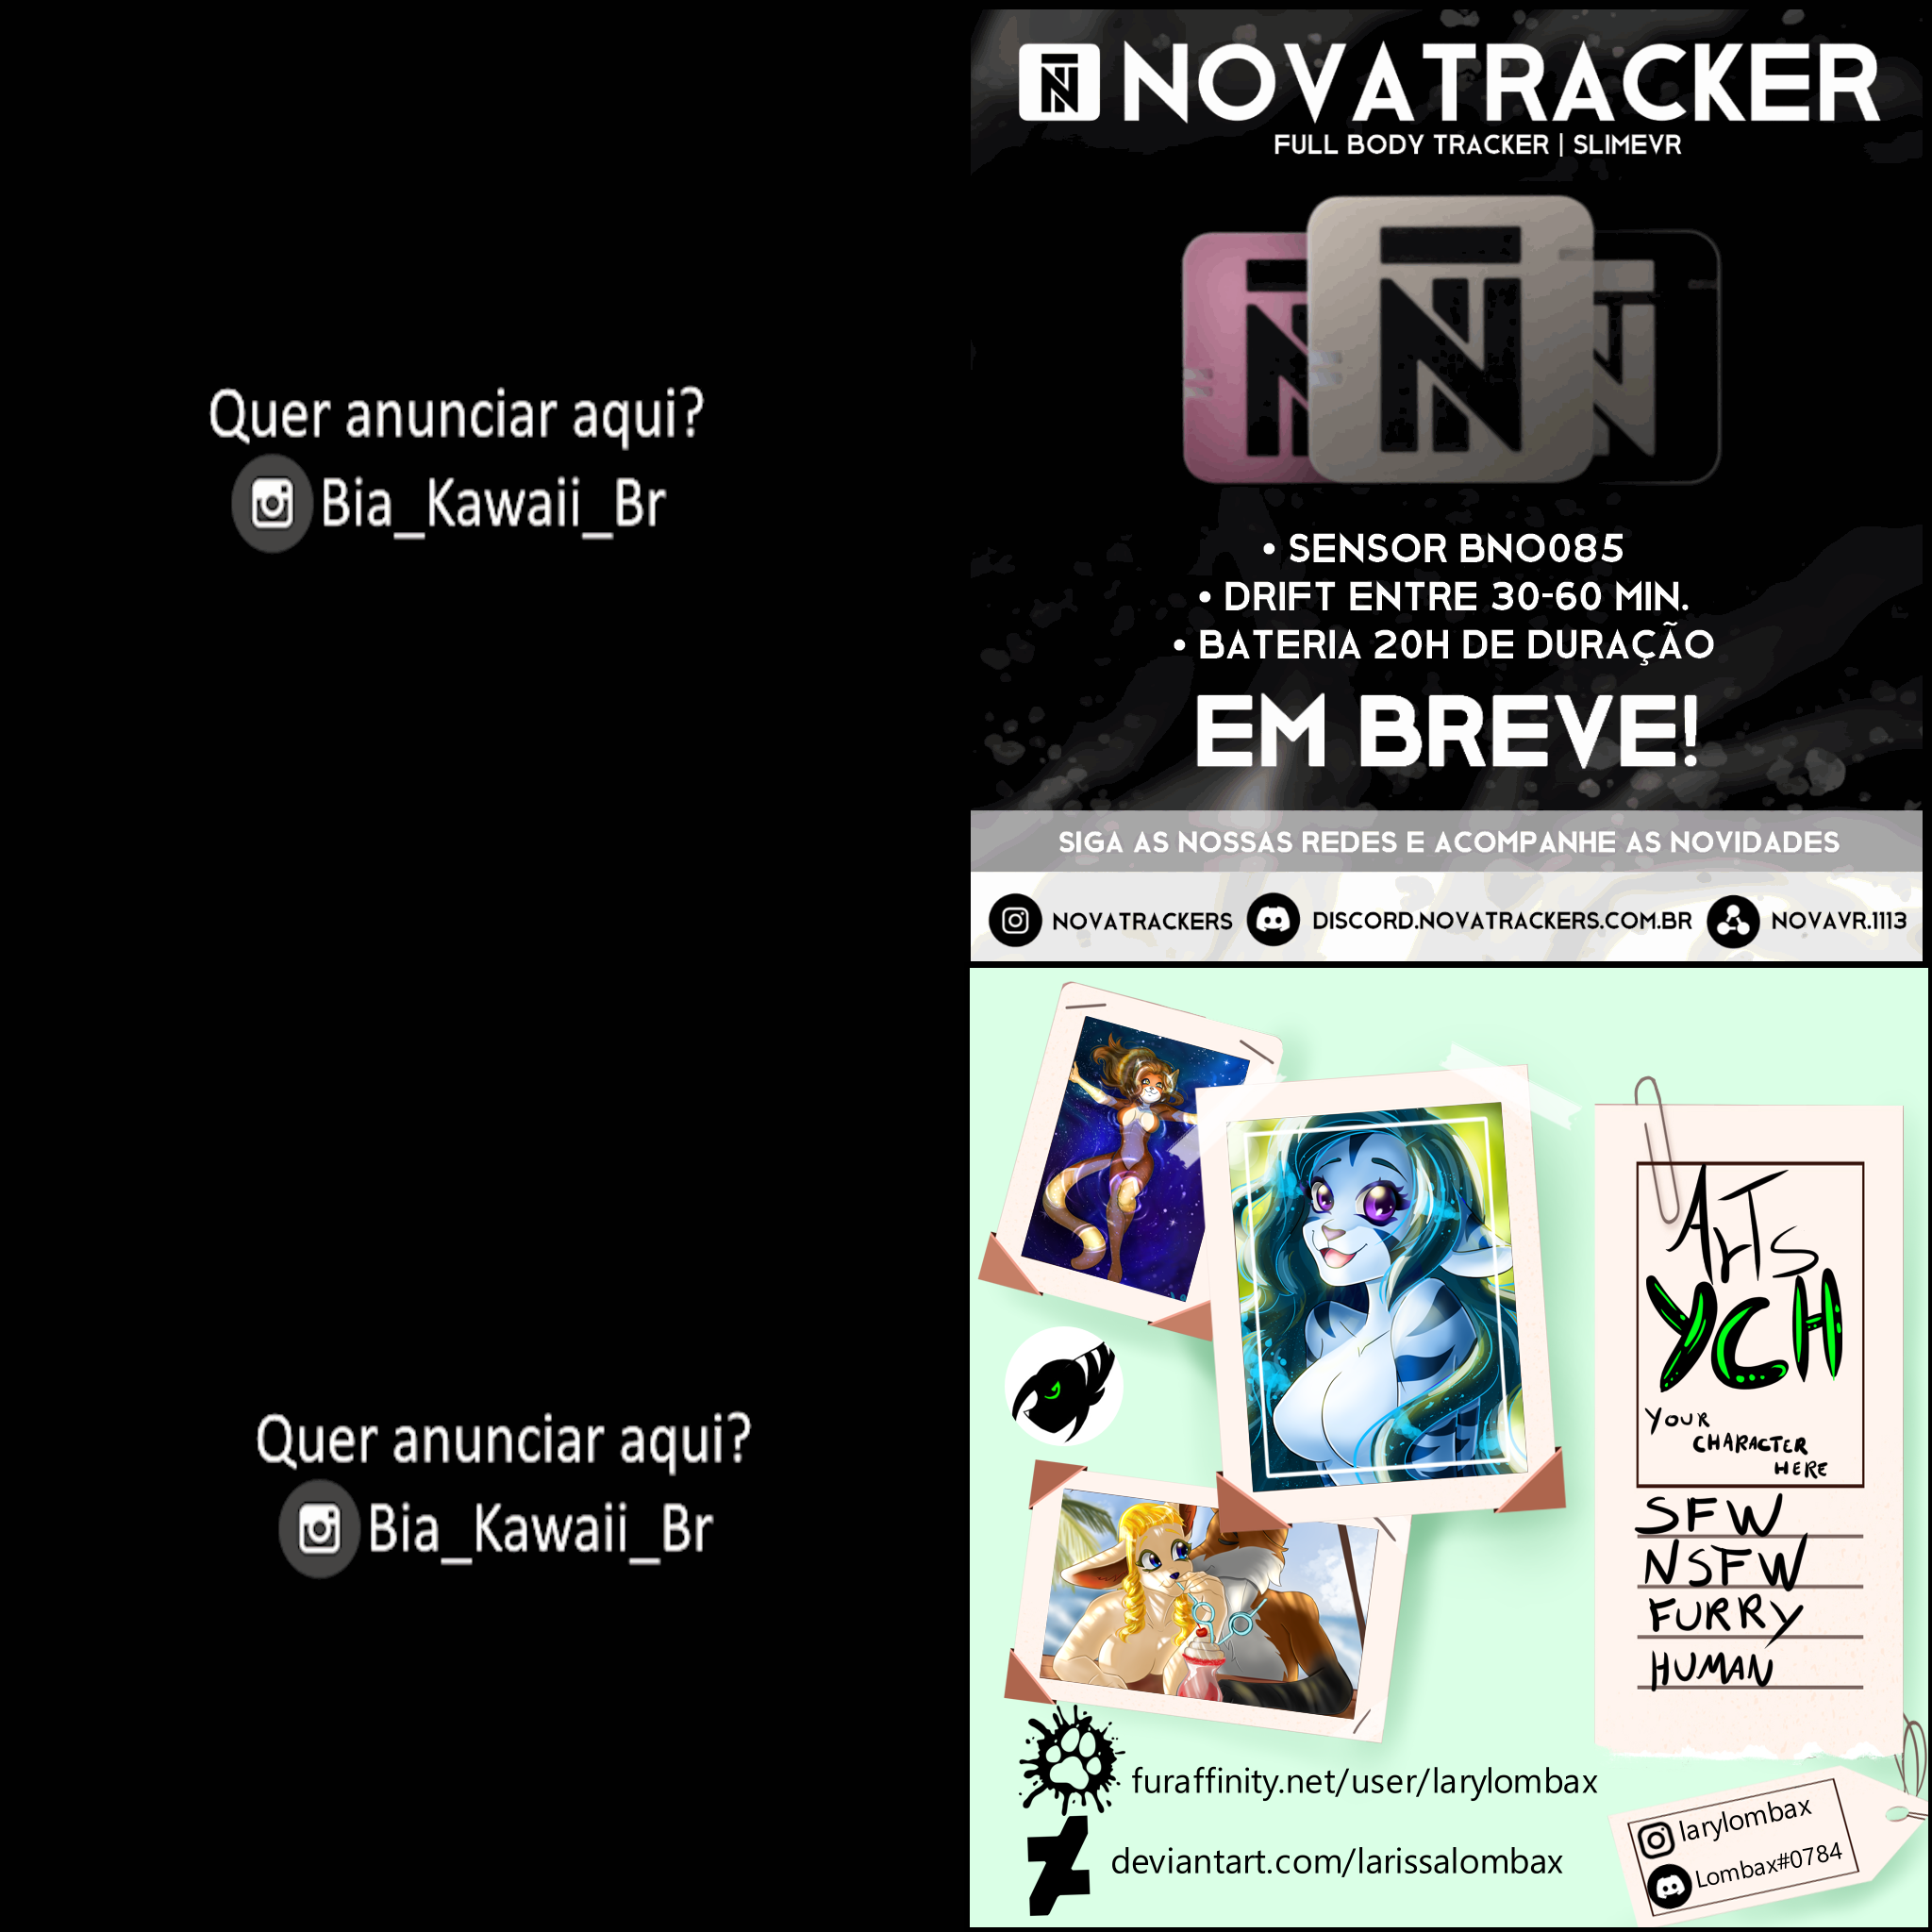 Quer anunciar aqui?
Bia_Kawaii_Br
NOVATRACKER
FULL BODY TRACKER | SLIMEVR
• SENSOR BNO085
• DRIFT ENTRE 30-60 MIN.
• BATERIA 20H DE DURAÇÃO
EM BREVE!
SIGA AS NOSSAS REDES E ACOMPANHE AS NOVIDADES
NOVATRACKERS DISCORD.NOVATRACKERS.COM.BR NOVAVR.1113
Quer anunciar aqui?
Bia_Kawaii_Br
ArTs
YCH
YOUR
CHARACTER
HERE
SFW
NSFW
FURRY
HUMAN
furaffinity.net/user/larylombax
deviantart.com/larissalombax
larylombax
Lombax#0784